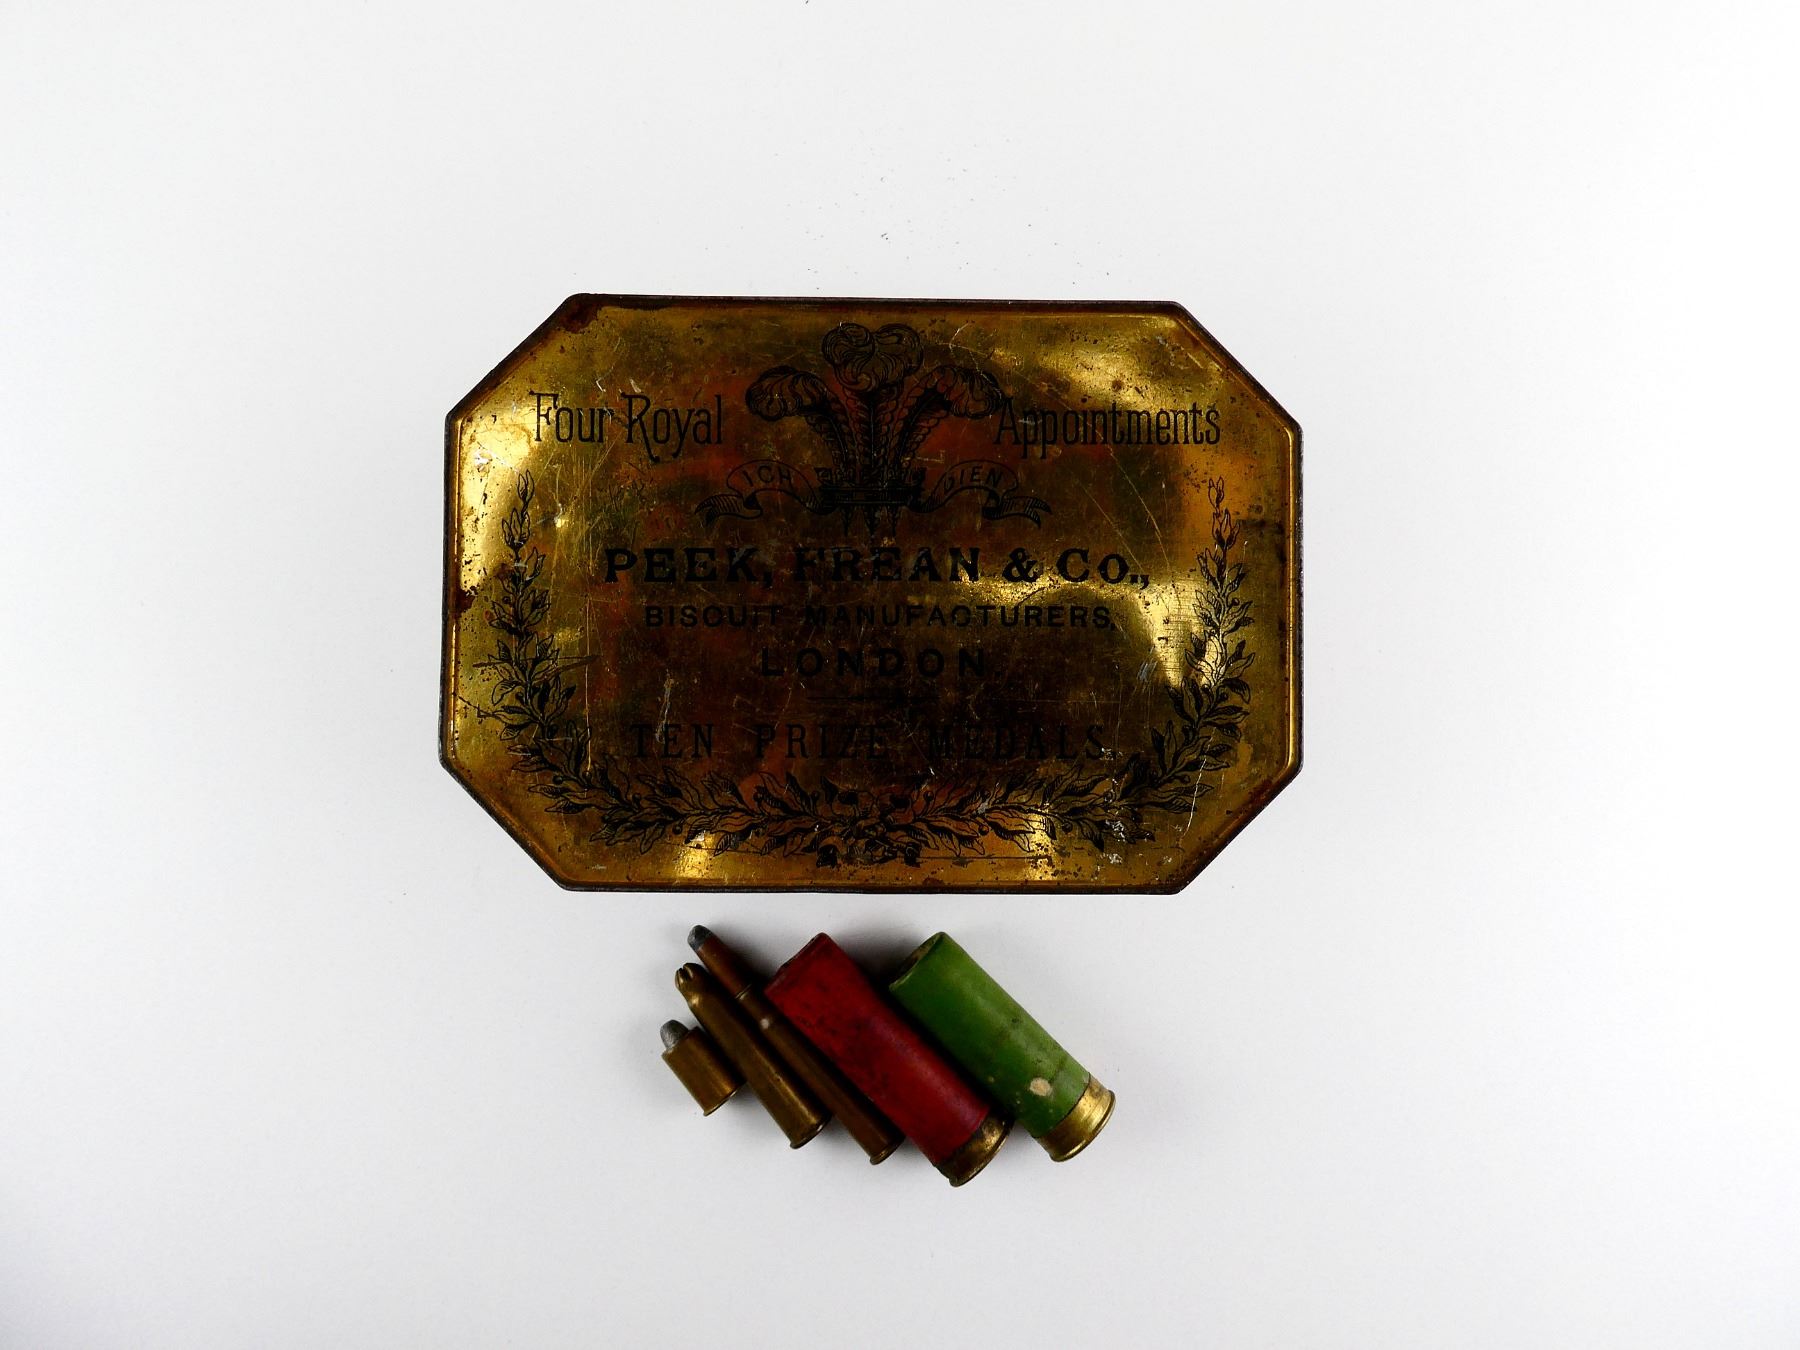 Four Royal Appointments
ICH DIEN
PEEK, FREAN & Co.,
BISCUIT MANUFACTURERS,
LONDON.
TEN PRIZE MEDALS.